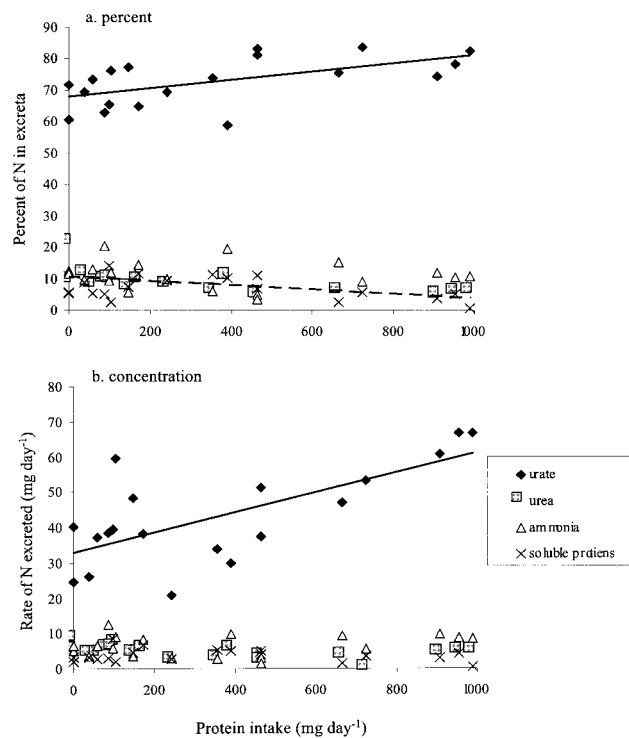 a. percent
90
80
70
60
50
40
30
20
10
0
Percent of N in excreta
0 200 400 600 800 1000
b. concentration
80
70
60
50
40
30
20
10
0
Rate of N excreted (mg day-1)
0 200 400 600 800 1000
Protein intake (mg day-1)
urate
urea
ammonia
soluble protiens